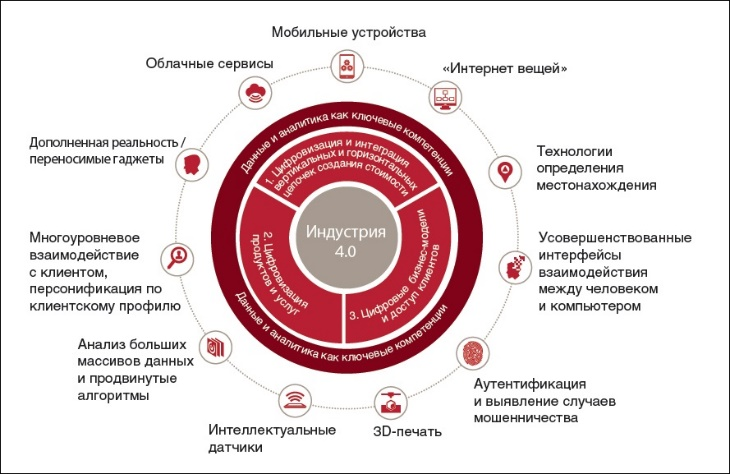 Мобильные устройства
Облачные сервисы
«Интернет вещей»
Дополненная реальность /
переносимые гаджеты
Технологии
определения
местонахождения
Многоуровневое
взаимодействие
с клиентом,
персонификация по
клиентскому профилю
Усовершенствованные
интерфейсы
взаимодействия
между человеком
и компьютером
Анализ больших
массивов данных
и продвинутые
алгоритмы
Аутентификация
и выявление случаев
мошенничества
Интеллектуальные
датчики
3D-печать
Данные и аналитика как ключевые компетенции
1. Цифровизация и интеграция
вертикальных и горизонтальных
цепочек создания стоимости
Индустрия
4.0
2. Цифровизация
продуктов и услуг
3. Цифровые бизнес-модели
и доступ клиентов
Данные и аналитика как ключевые компетенции